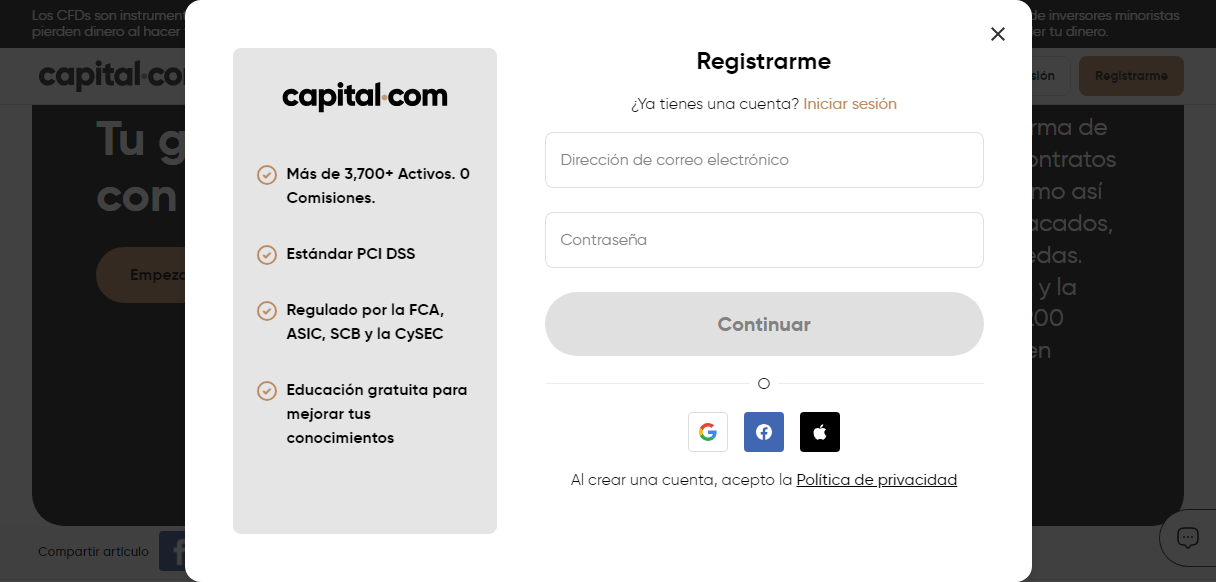 Los CFDs son instrumen
pierden dinero al hacer
de inversores minoristas
er tu dinero.
capital.com
sión
Registrarme
Tu g
con
Empeza
rma de
ontratos
mo así
acados,
edas.
y la
200
en
Compartir artículo
capital.com
Más de 3,700+ Activos. 0
Comisiones.
Estándar PCI DSS
Regulado por la FCA,
ASIC, SCB y la CySEC
Educación gratuita para
mejorar tus
conocimientos
Registrarme
¿Ya tienes una cuenta? Iniciar sesión
Dirección de correo electrónico
Contraseña
Continuar
O
Al crear una cuenta, acepto la Política de privacidad